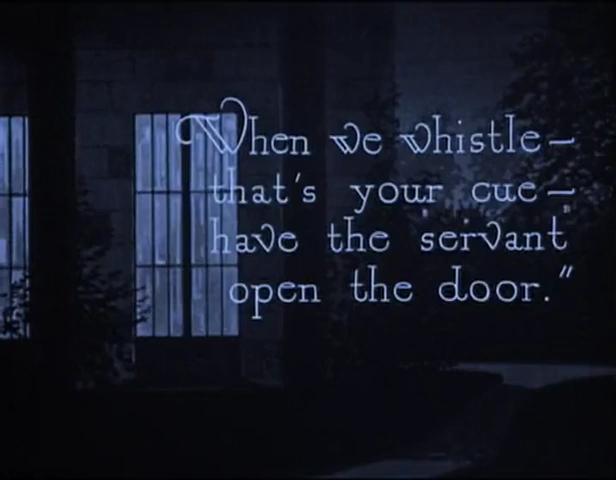 When we whistle—
that's your cue—
have the "servant"
open the door."